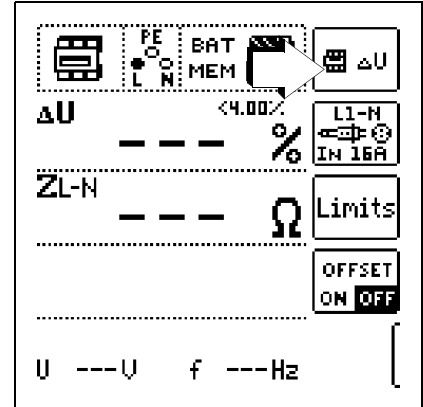 PE
L N
BAT
MEM
ΔU
ΔU <4.00%
--- %
L1-N
IN 16A
ZL-N
--- Ω
Limits
OFFSET
ON OFF
U ---V f ---Hz